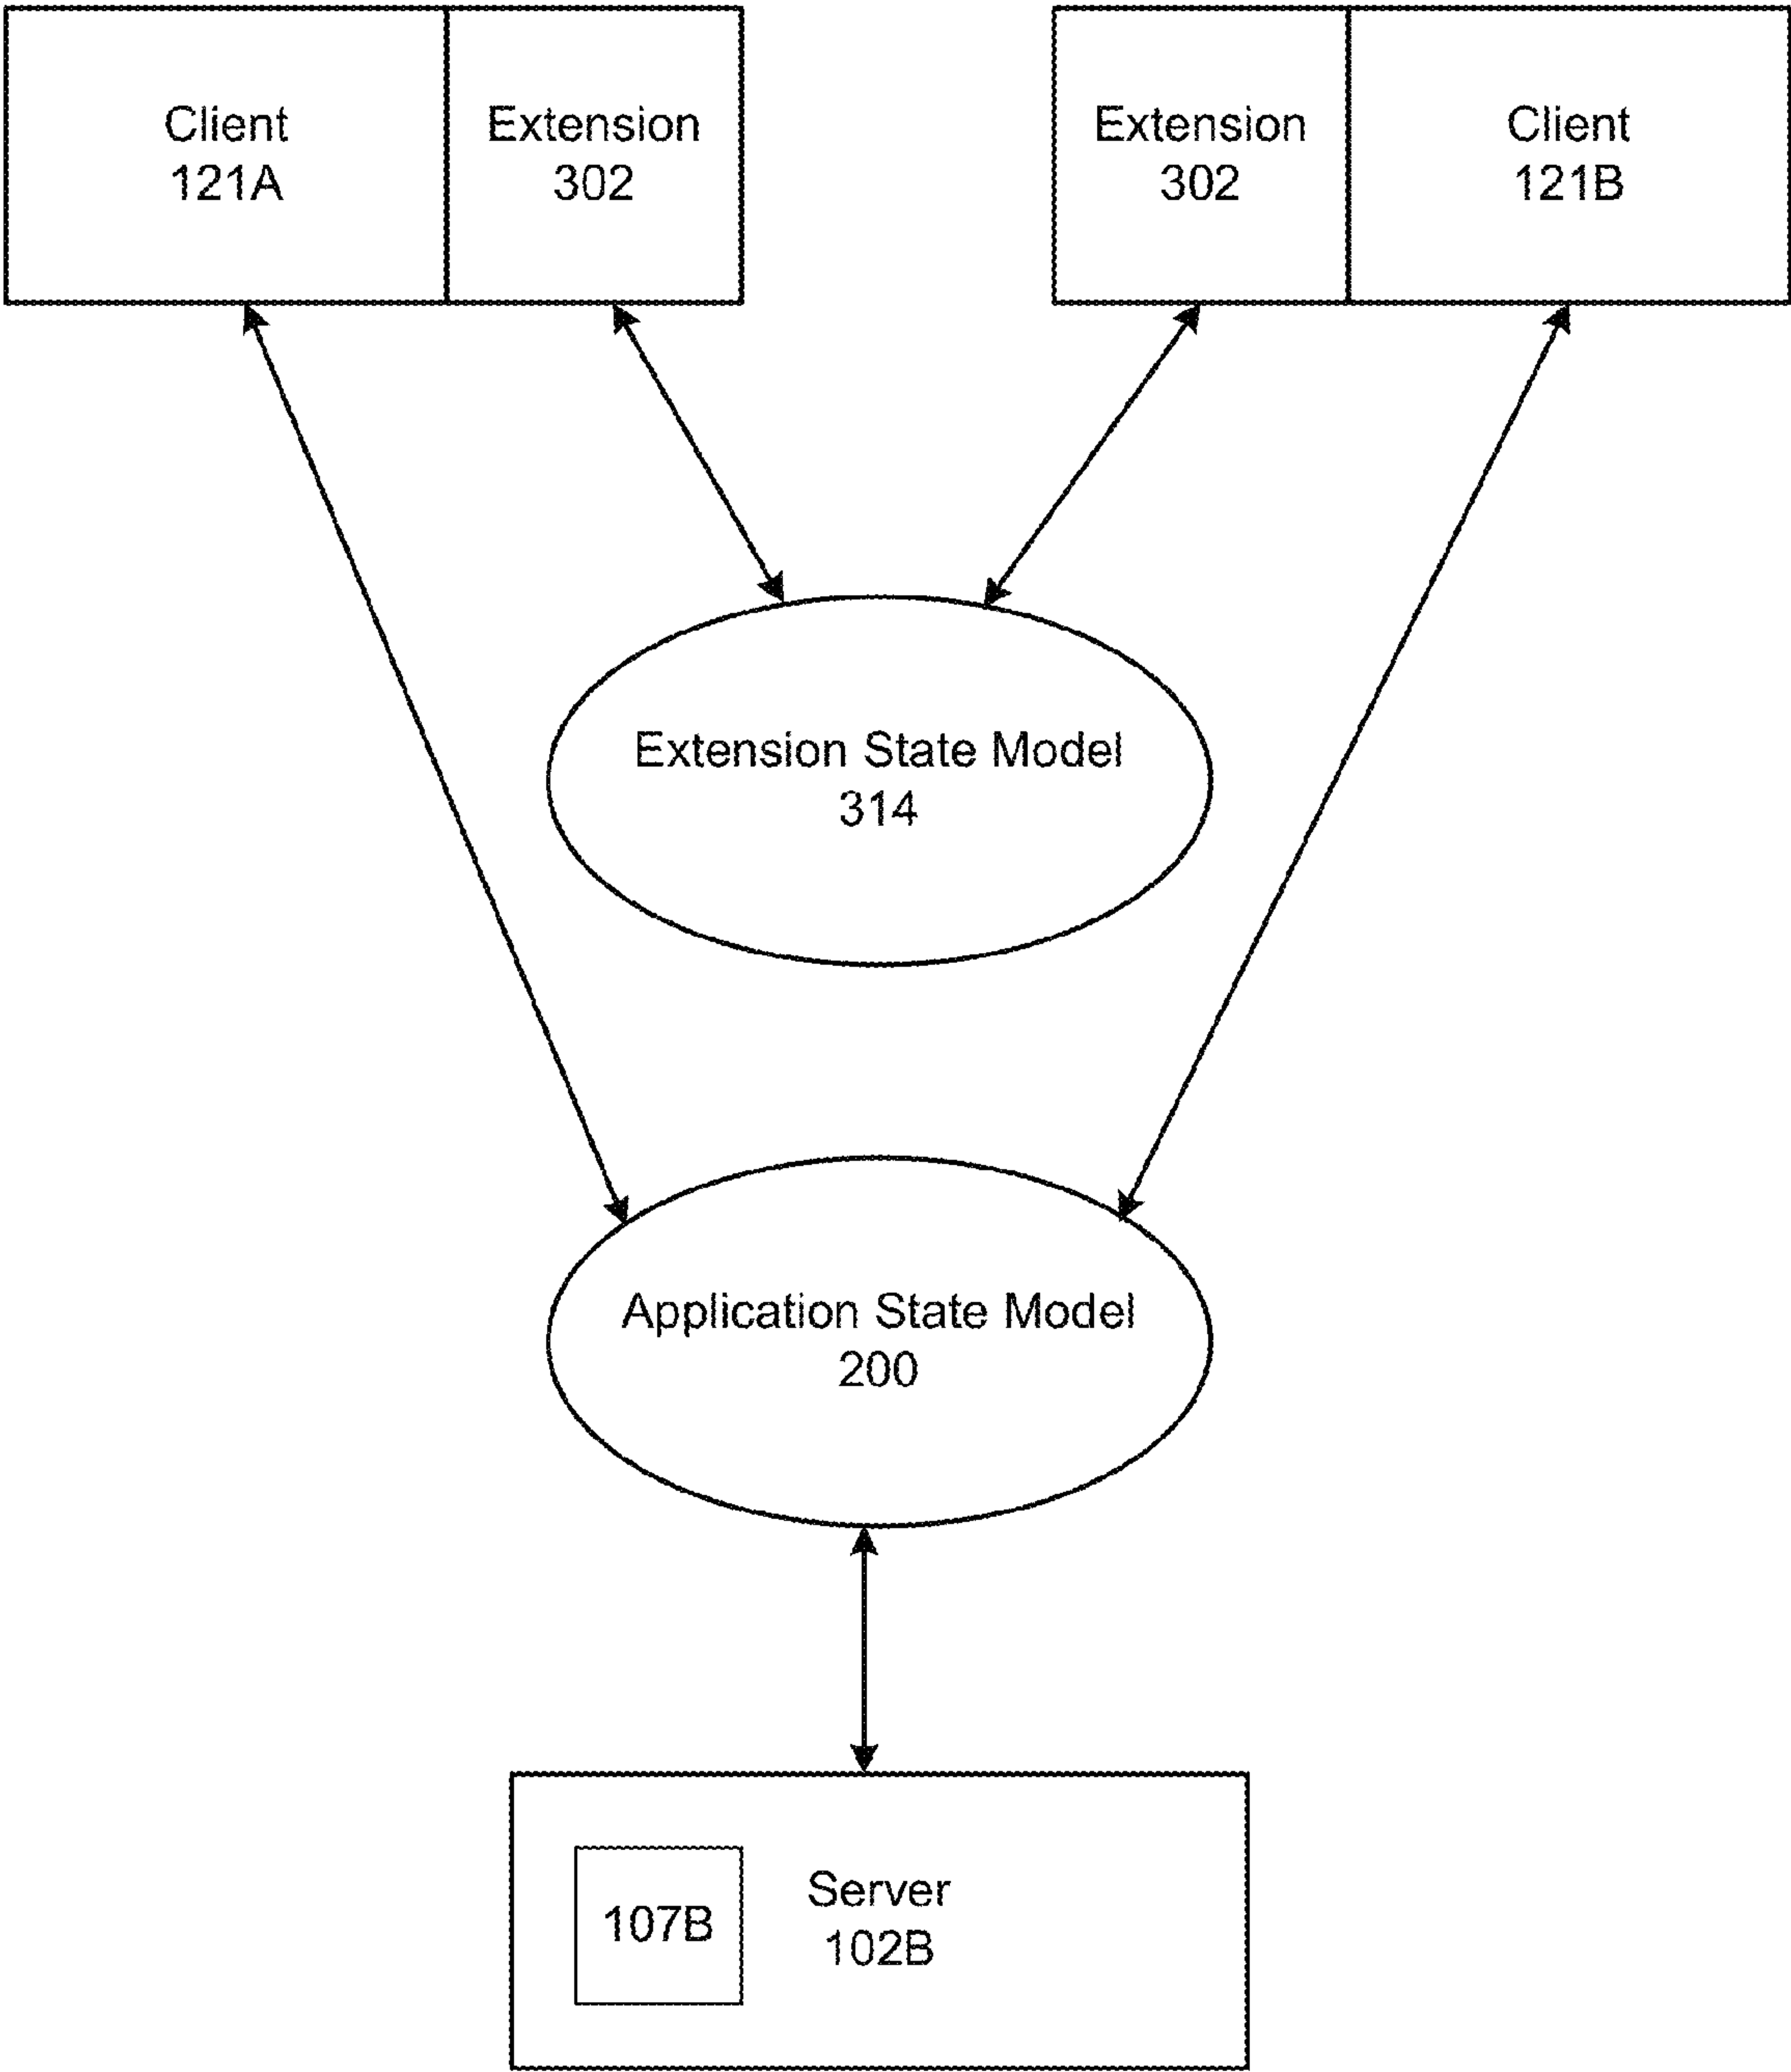 Client
121A
Extension
302
Extension
302
Client
121B
Extension State Model
314
Application State Model
200
107B
Server
102B